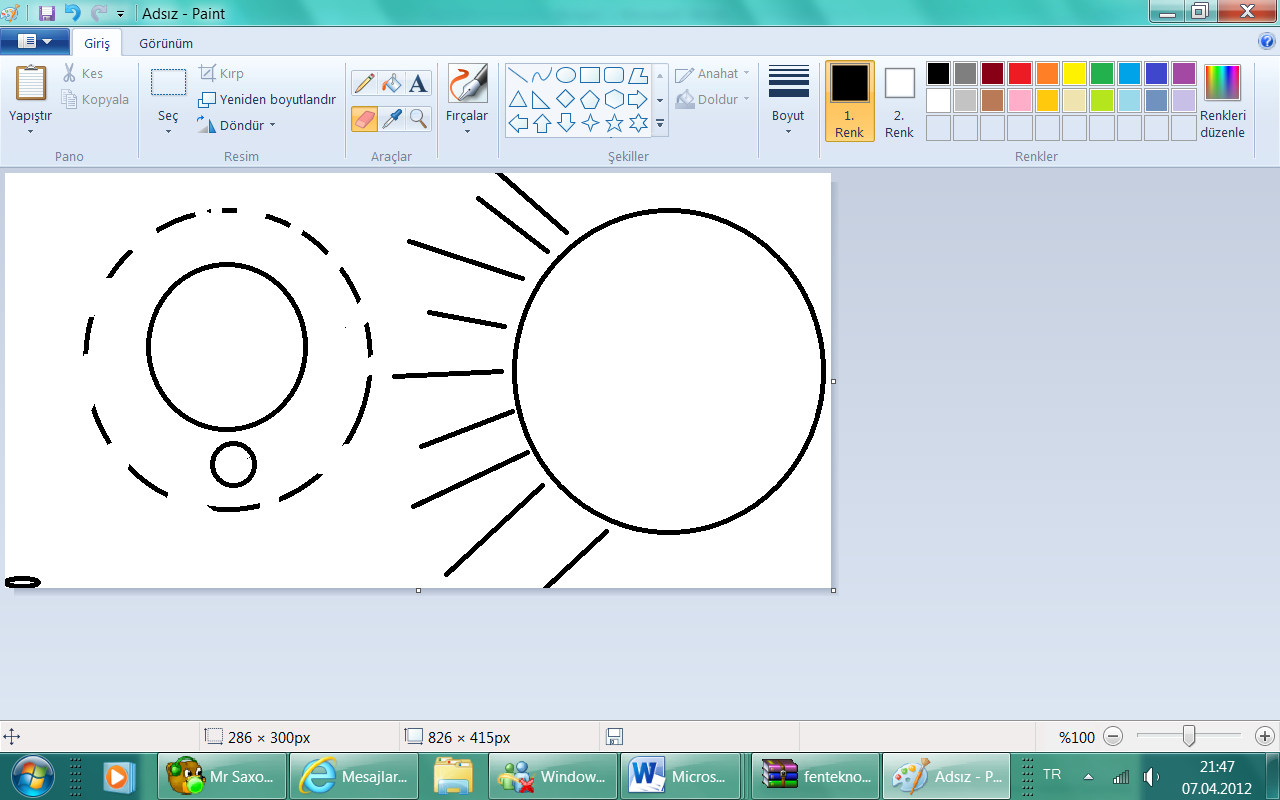 Adsız - Paint
Giriş Görünüm
Yapıştır
Kes
Kopyala
Pano
Seç
Kırp
Yeniden boyutlandır
Döndür
Resim
A
Araçlar
Fırçalar
Şekiller
Anahat
Doldur
Boyut
1.
Renk
2.
Renk
Renkleri
düzenle
Renkler
286 × 300px 826 × 415px %100
Mr Saxo... Mesajlar... Window... Micros... fentekno... Adsız - P... TR
21:47
07.04.2012